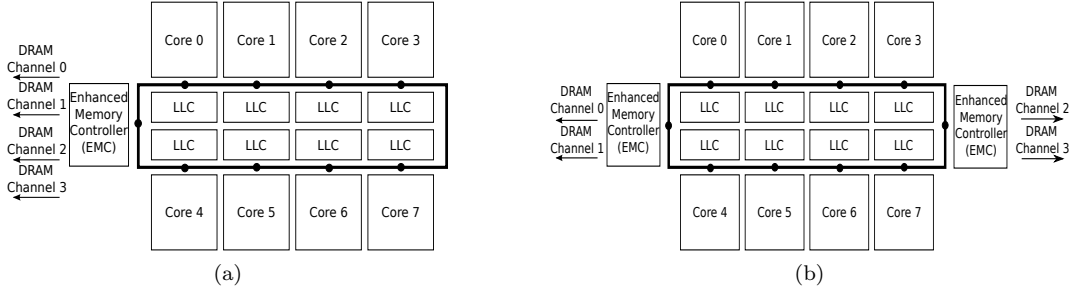 Core 0
Core 1
Core 2
Core 3
DRAM
Channel 0
DRAM
Channel 1
DRAM
Channel 2
DRAM
Channel 3
Enhanced
Memory
Controller
(EMC)
LLC
LLC
LLC
LLC
LLC
LLC
LLC
LLC
Core 4
Core 5
Core 6
Core 7
(a)
Core 0
Core 1
Core 2
Core 3
DRAM
Channel 0
DRAM
Channel 1
Enhanced
Memory
Controller
(EMC)
LLC
LLC
LLC
LLC
LLC
LLC
LLC
LLC
Enhanced
Memory
Controller
(EMC)
DRAM
Channel 2
DRAM
Channel 3
Core 4
Core 5
Core 6
Core 7
(b)